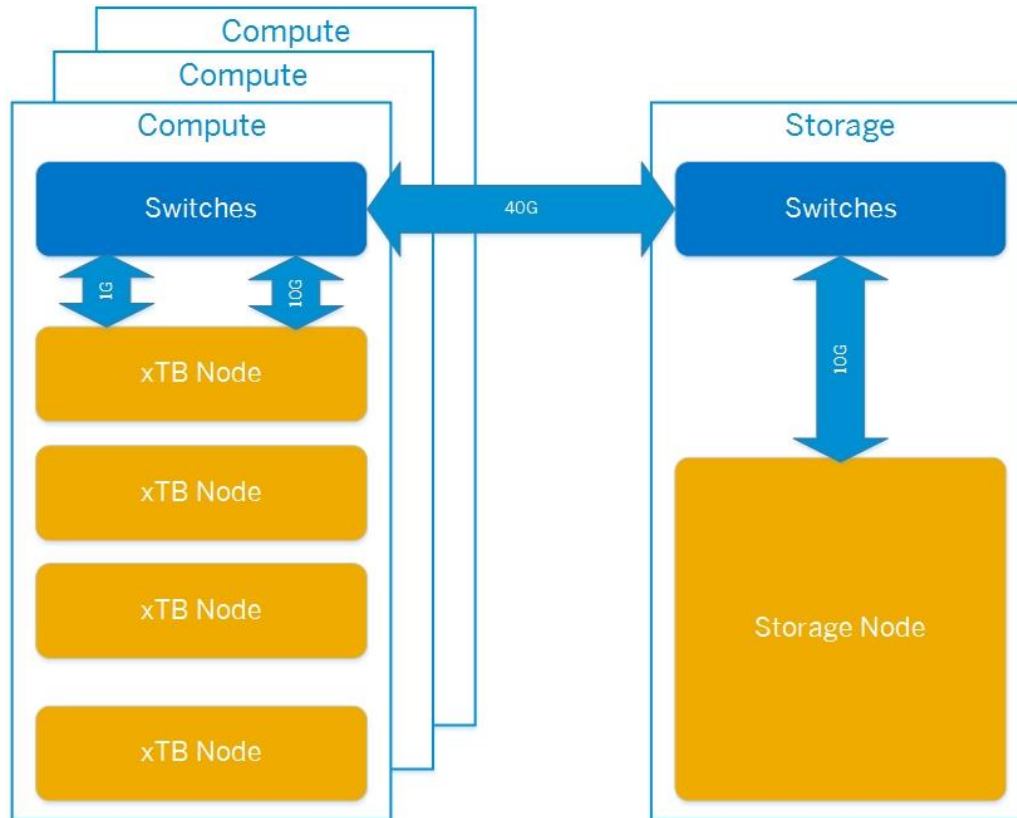 Compute
Compute
Compute
Switches
1G
10G
xTB Node
xTB Node
xTB Node
xTB Node
40G
Storage
Switches
10G
Storage Node